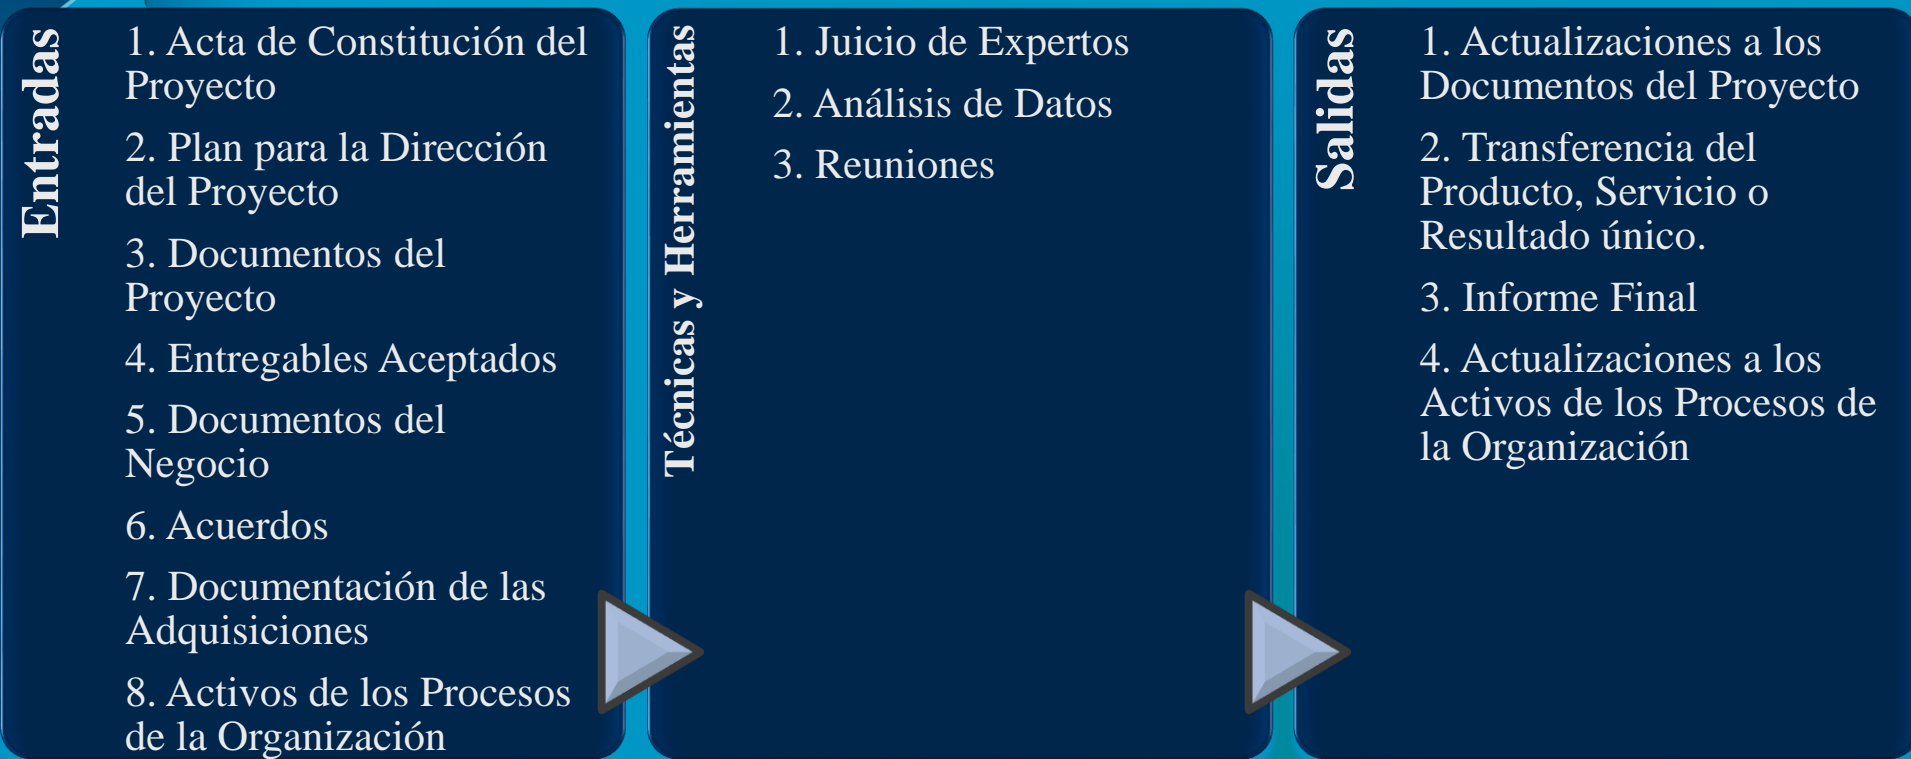 Entradas
1. Acta de Constitución del
Proyecto
2. Plan para la Dirección
del Proyecto
3. Documentos del
Proyecto
4. Entregables Aceptados
5. Documentos del
Negocio
6. Acuerdos
7. Documentación de las
Adquisiciones
8. Activos de los Procesos
de la Organización
Técnicas y Herramientas
1. Juicio de Expertos
2. Análisis de Datos
3. Reuniones
Salidas
1. Actualizaciones a los
Documentos del Proyecto
2. Transferencia del
Producto, Servicio o
Resultado único.
3. Informe Final
4. Actualizaciones a los
Activos de los Procesos de
la Organización